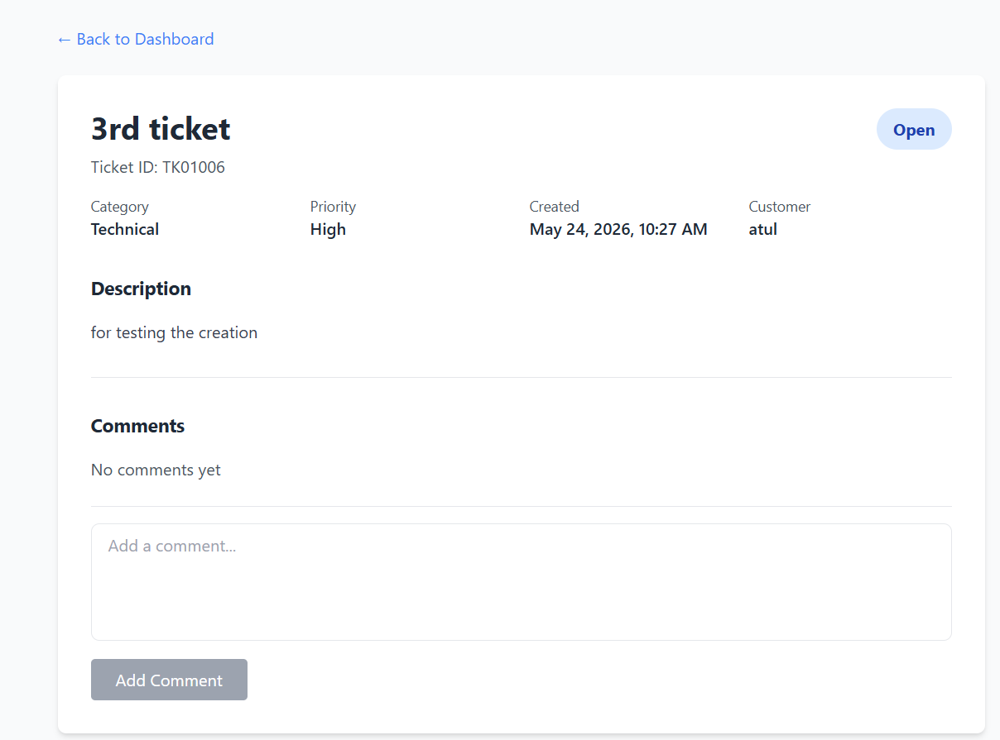 ← Back to Dashboard
3rd ticket
Open
Ticket ID: TK01006
Category Priority Created Customer
Technical High May 24, 2026, 10:27 AM atul
Description
for testing the creation
Comments
No comments yet
Add a comment...
Add Comment